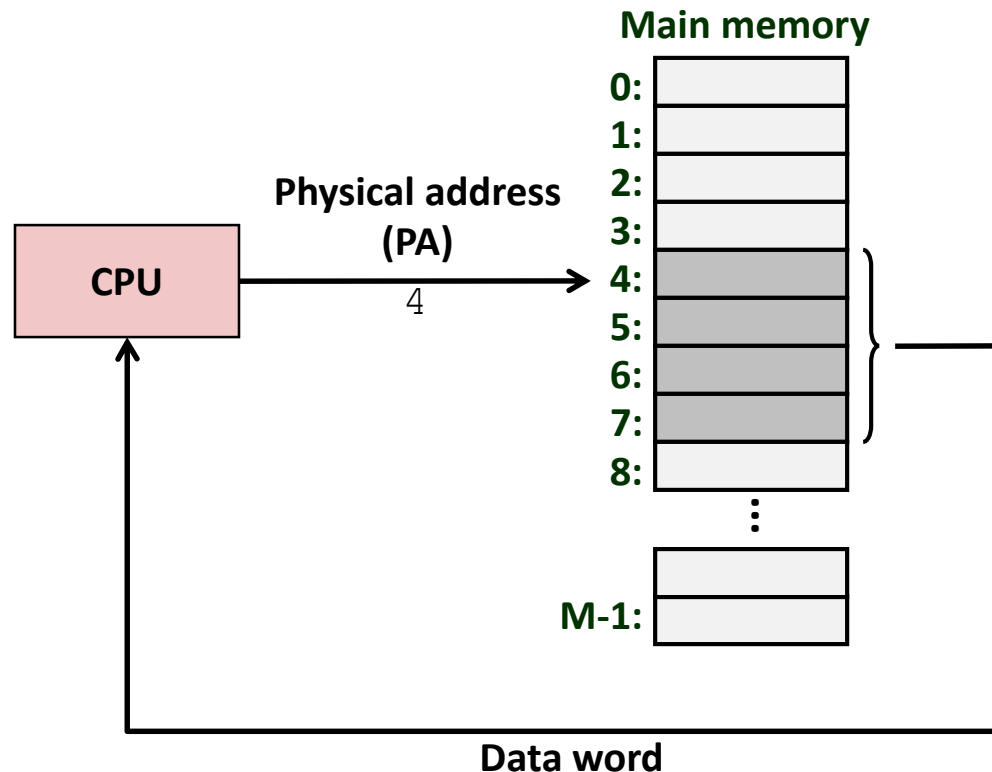 Main memory
0:
1:
2:
Physical address
(PA)
3:
CPU
4
4:
5:
6:
7:
8:
⋮
M-1:
Data word